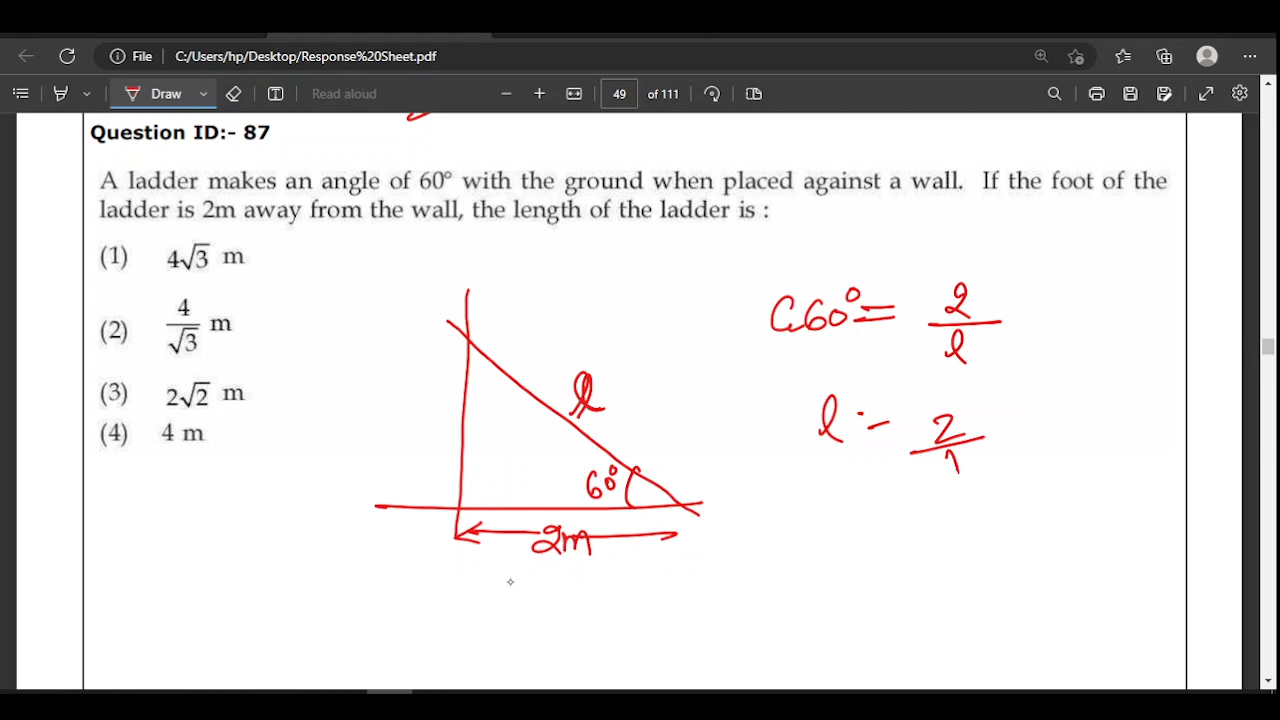 File C:/Users/hp/Desktop/Response%20Sheet.pdf
Draw Read aloud 49 of 111
Question ID:- 87
A ladder makes an angle of 60° with the ground when placed against a wall. If the foot of the
ladder is 2m away from the wall, the length of the ladder is :
(1) 4√3 m
(2) 4/√3 m
(3) 2√2 m
(4) 4 m
l
60°
2m
C60° = 2/l
l = 2/1